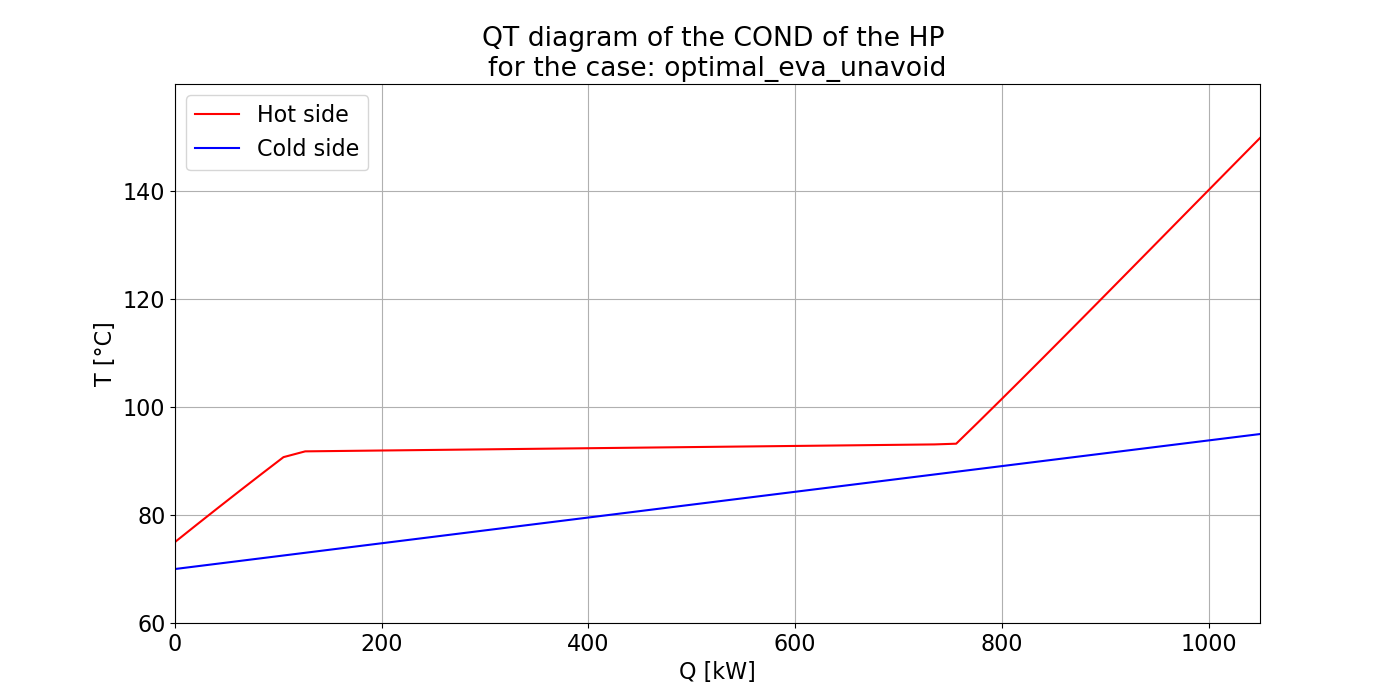 QT diagram of the COND of the HP
for the case: optimal_eva_unavoid
Hot side
Cold side
140
120
100
80
60
T [°C]
0
200
400
600
800
1000
Q [kW]